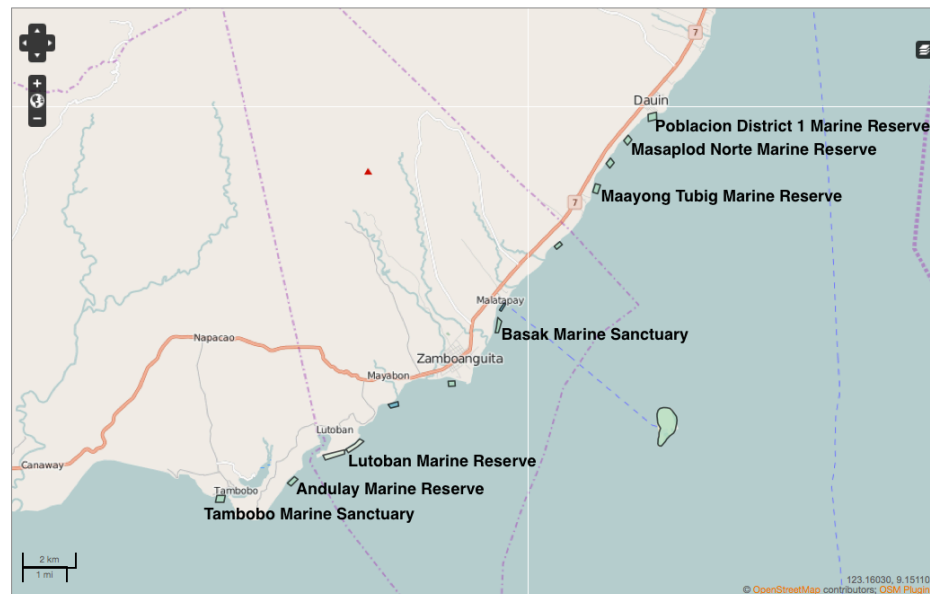 7
Dauin
Poblacion District 1 Marine Reserve
Masaplod Norte Marine Reserve
Maayong Tubig Marine Reserve
7
Malatapay
Basak Marine Sanctuary
Napacao
Zamboanguita
Mayabon
Lutoban
Lutoban Marine Reserve
Canaway
Tambobo
Andulay Marine Reserve
Tambobo Marine Sanctuary
2 km
1 mi
123.16030, 9.15110
© OpenStreetMap contributors; OSM Plugin